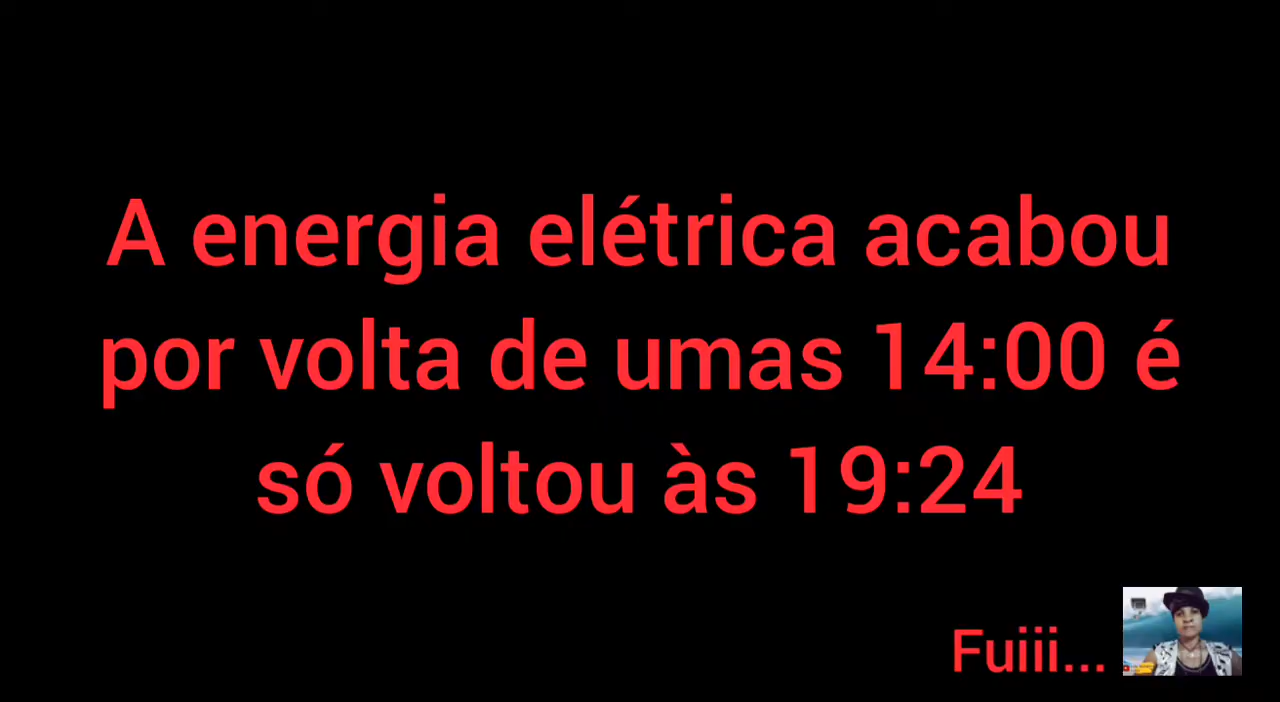 A energia elétrica acabou
por volta de umas 14:00 é
só voltou às 19:24
Fuiii...